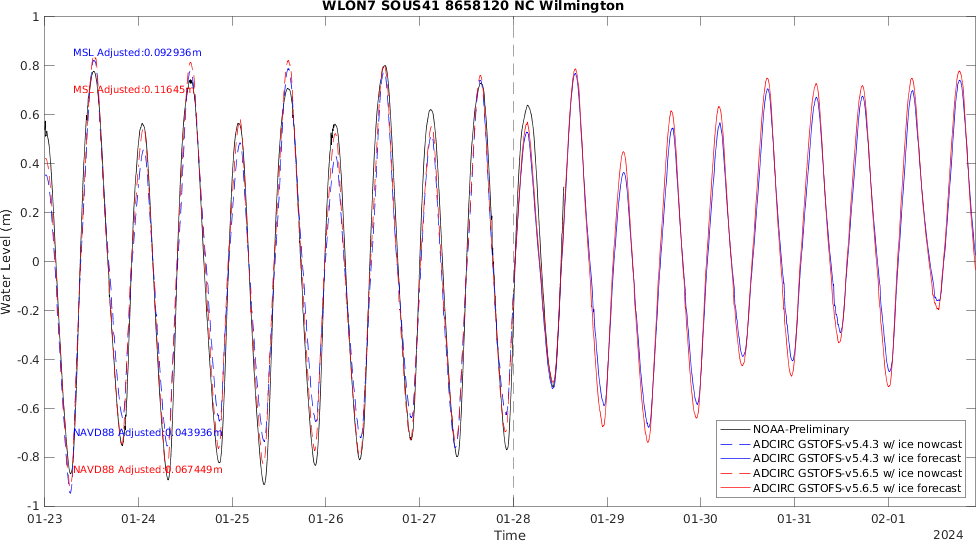 WLON7 SOUS41 8658120 NC Wilmington
1
0.8
0.6
0.4
0.2
0
-0.2
-0.4
-0.6
-0.8
-1
Water Level (m)
MSL Adjusted:0.092936m
MSL Adjusted:0.11645m
NAVD88 Adjusted:0.043936m
NAVD88 Adjusted:0.067449m
NOAA-Preliminary
ADCIRC GSTOFS-v5.4.3 w/ ice nowcast
ADCIRC GSTOFS-v5.4.3 w/ ice forecast
ADCIRC GSTOFS-v5.6.5 w/ ice nowcast
ADCIRC GSTOFS-v5.6.5 w/ ice forecast
01-23 01-24 01-25 01-26 01-27 01-28 01-29 01-30 01-31 02-01
Time
2024